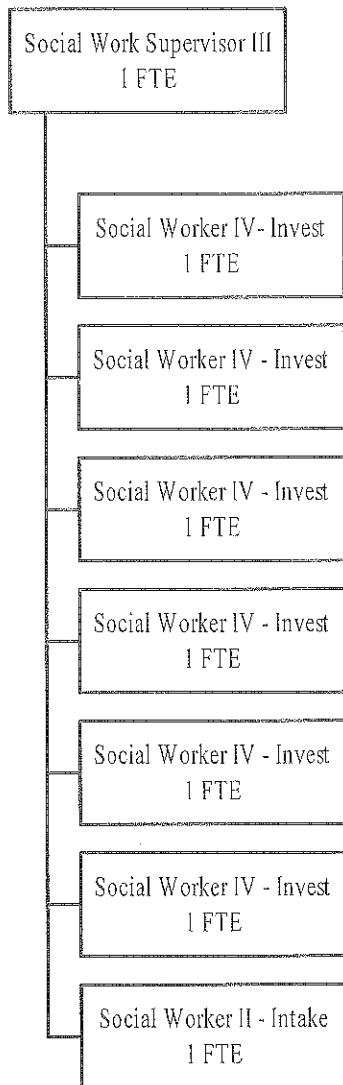 Social Work Supervisor III
1 FTE
Social Worker IV- Invest
1 FTE
Social Worker IV - Invest
1 FTE
Social Worker IV - Invest
1 FTE
Social Worker IV - Invest
1 FTE
Social Worker IV - Invest
1 FTE
Social Worker IV - Invest
1 FTE
Social Worker II - Intake
1 FTE